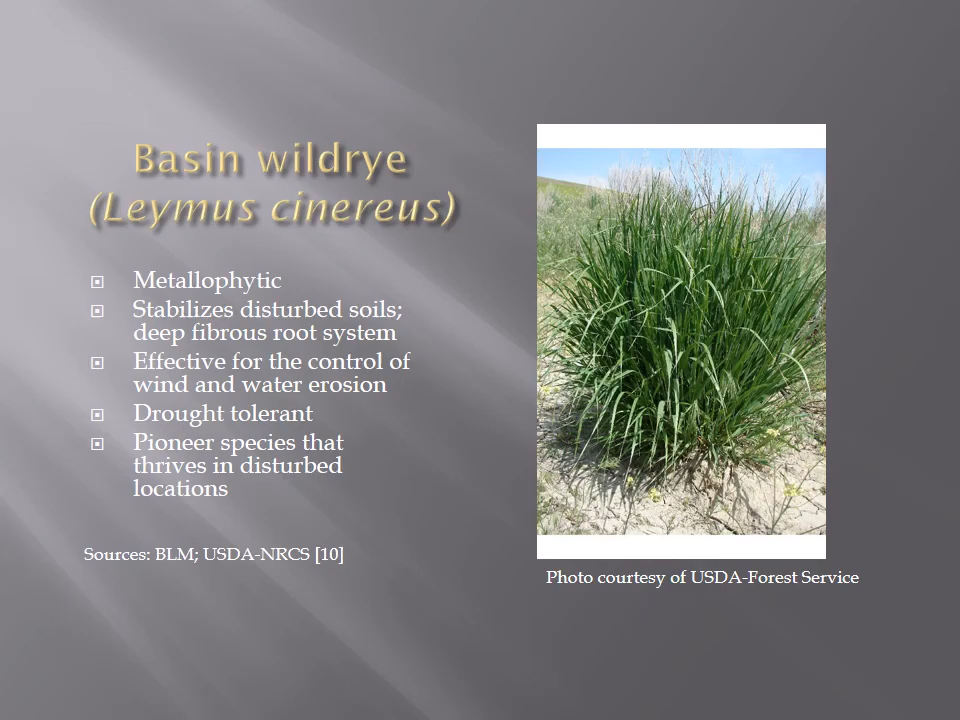 Basin wildrye
(Leymus cinereus)
Metallophytic
Stabilizes disturbed soils;
deep fibrous root system
Effective for the control of
wind and water erosion
Drought tolerant
Pioneer species that
thrives in disturbed
locations
Sources: BLM; USDA-NRCS [10]
Photo courtesy of USDA-Forest Service